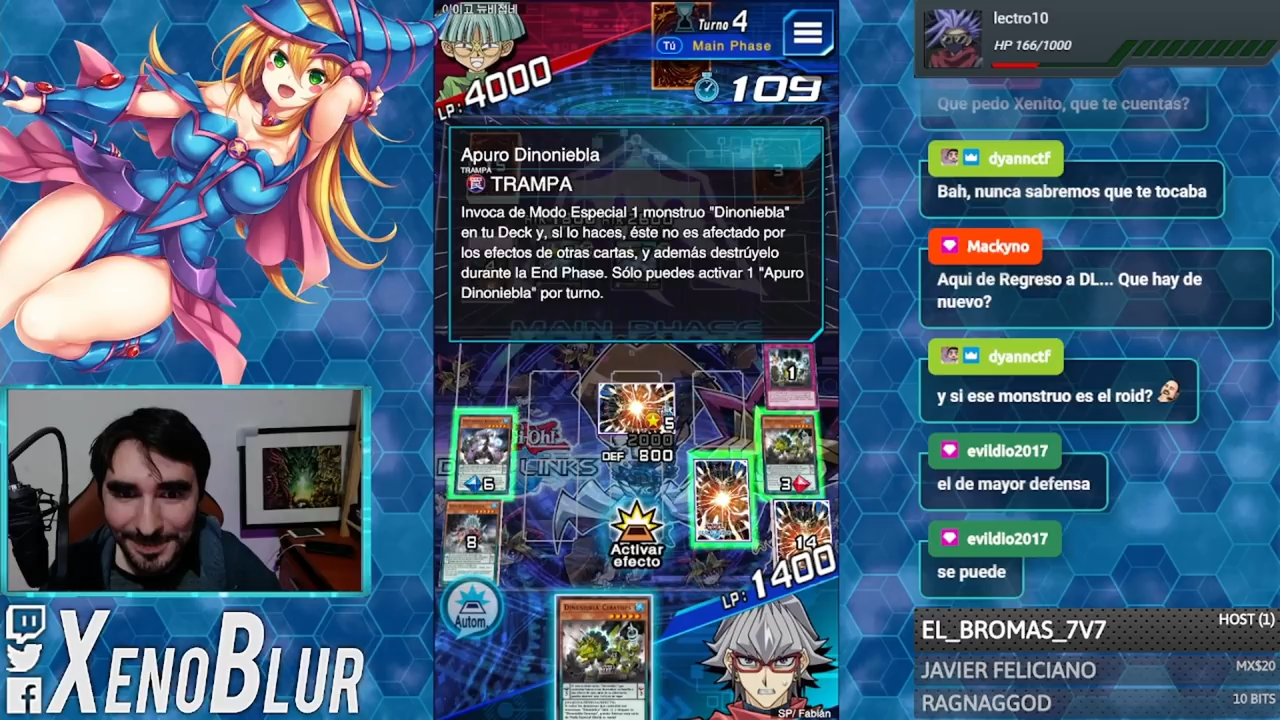 아이고 뉴비접네
Turno 4
Tú Main Phase
LP: 4000
109
Apuro Dinoniebla
TRAMPA
TRAMPA
Invoca de Modo Especial 1 monstruo "Dinoniebla"
en tu Deck y, si lo haces, éste no es afectado por
los efectos de otras cartas, y además destrúyelo
durante la End Phase. Sólo puedes activar 1 "Apuro
Dinoniebla" por turno.
MAIN PHASE
1
5
2000
DEF 800
6
3
8
14
Activar
efecto
LP: 1400
Autom.
SP/ Fabián
XENOBLUR
lectro10
HP 166/1000
Que pedo Xenito, que te cuentas?
dyannctf
Bah, nunca sabremos que te tocaba
Mackyno
Aqui de Regreso a DL... Que hay de
nuevo?
dyannctf
y si ese monstruo es el roid?
evildio2017
el de mayor defensa
evildio2017
se puede
EL_BROMAS_7V7 HOST (1)
JAVIER FELICIANO MX$20
RAGNAGGOD 10 BITS